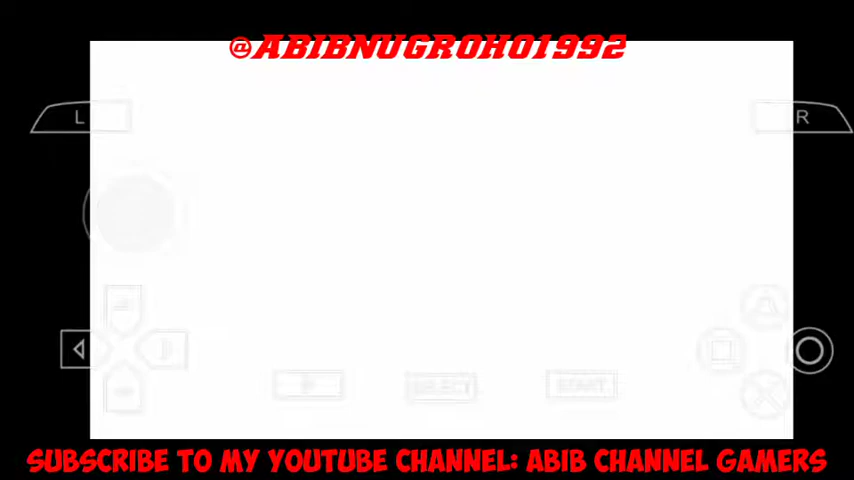 @ABIBNUGROHO1992
L
R
SELECT
START
SUBSCRIBE TO MY YOUTUBE CHANNEL: ABIB CHANNEL GAMERS